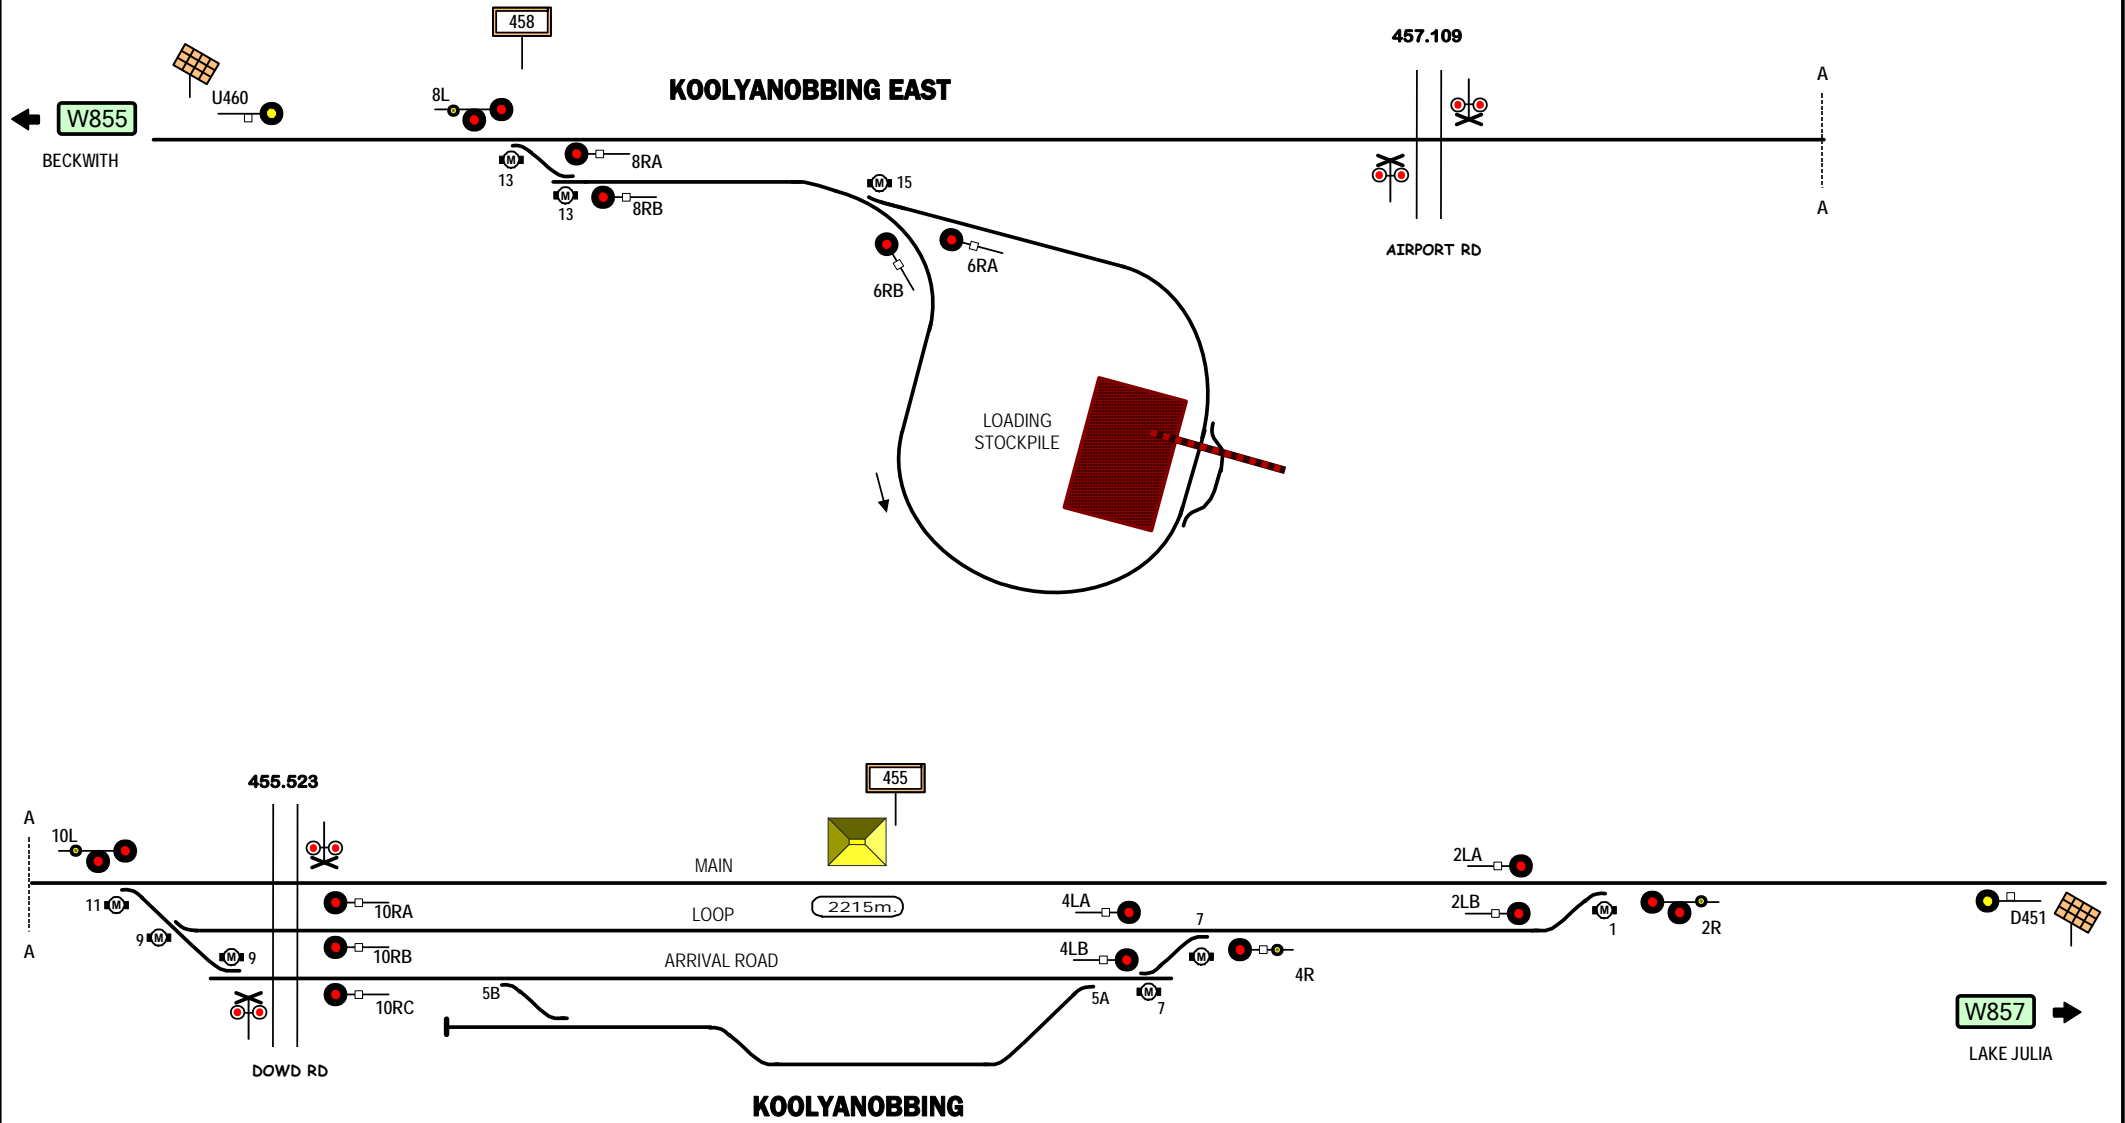 458
457.109
A
KOOLYANOBBING EAST
U460
8L
W855
BECKWITH
M
13
8RA
M
13
8RB
M
15
A
6RA
AIRPORT RD
6RB
LOADING
STOCKPILE
455
455.523
A
10L
MAIN
2LA
11
M
10RA
LOOP
2215m.
4LA
7
2LB
M
1
2R
D451
9
M
M
9
10RB
ARRIVAL ROAD
4LB
M
4R
A
5B
10RC
5A
M
7
W857
DOWD RD
LAKE JULIA
KOOLYANOBBING